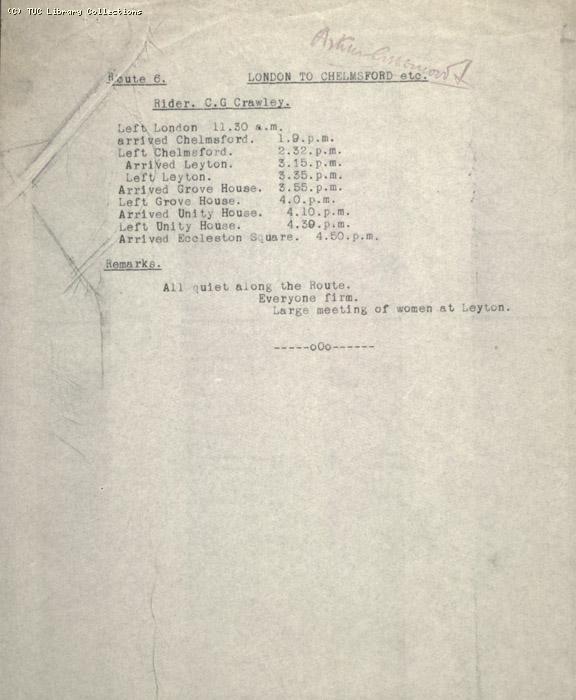 (C) TUC Library Collections
Arthur Greenwood
Route 6. LONDON TO CHELMSFORD etc.
Rider. C.G Crawley.
Left London 11.30 a.m.
arrived Chelmsford. 1.9.p.m.
Left Chelmsford. 2.32.p.m.
Arrived Leyton. 3.15.p.m.
Left Leyton. 3.35.p.m.
Arrived Grove House. 3.55.p.m.
Left Grove House. 4.0.p.m.
Arrived Unity House. 4.10.p.m.
Left Unity House. 4.39.p.m.
Arrived Eccleston Square. 4.50.p.m.
Remarks.
All quiet along the Route.
Everyone firm.
Large meeting of women at Leyton.
-----oOo------